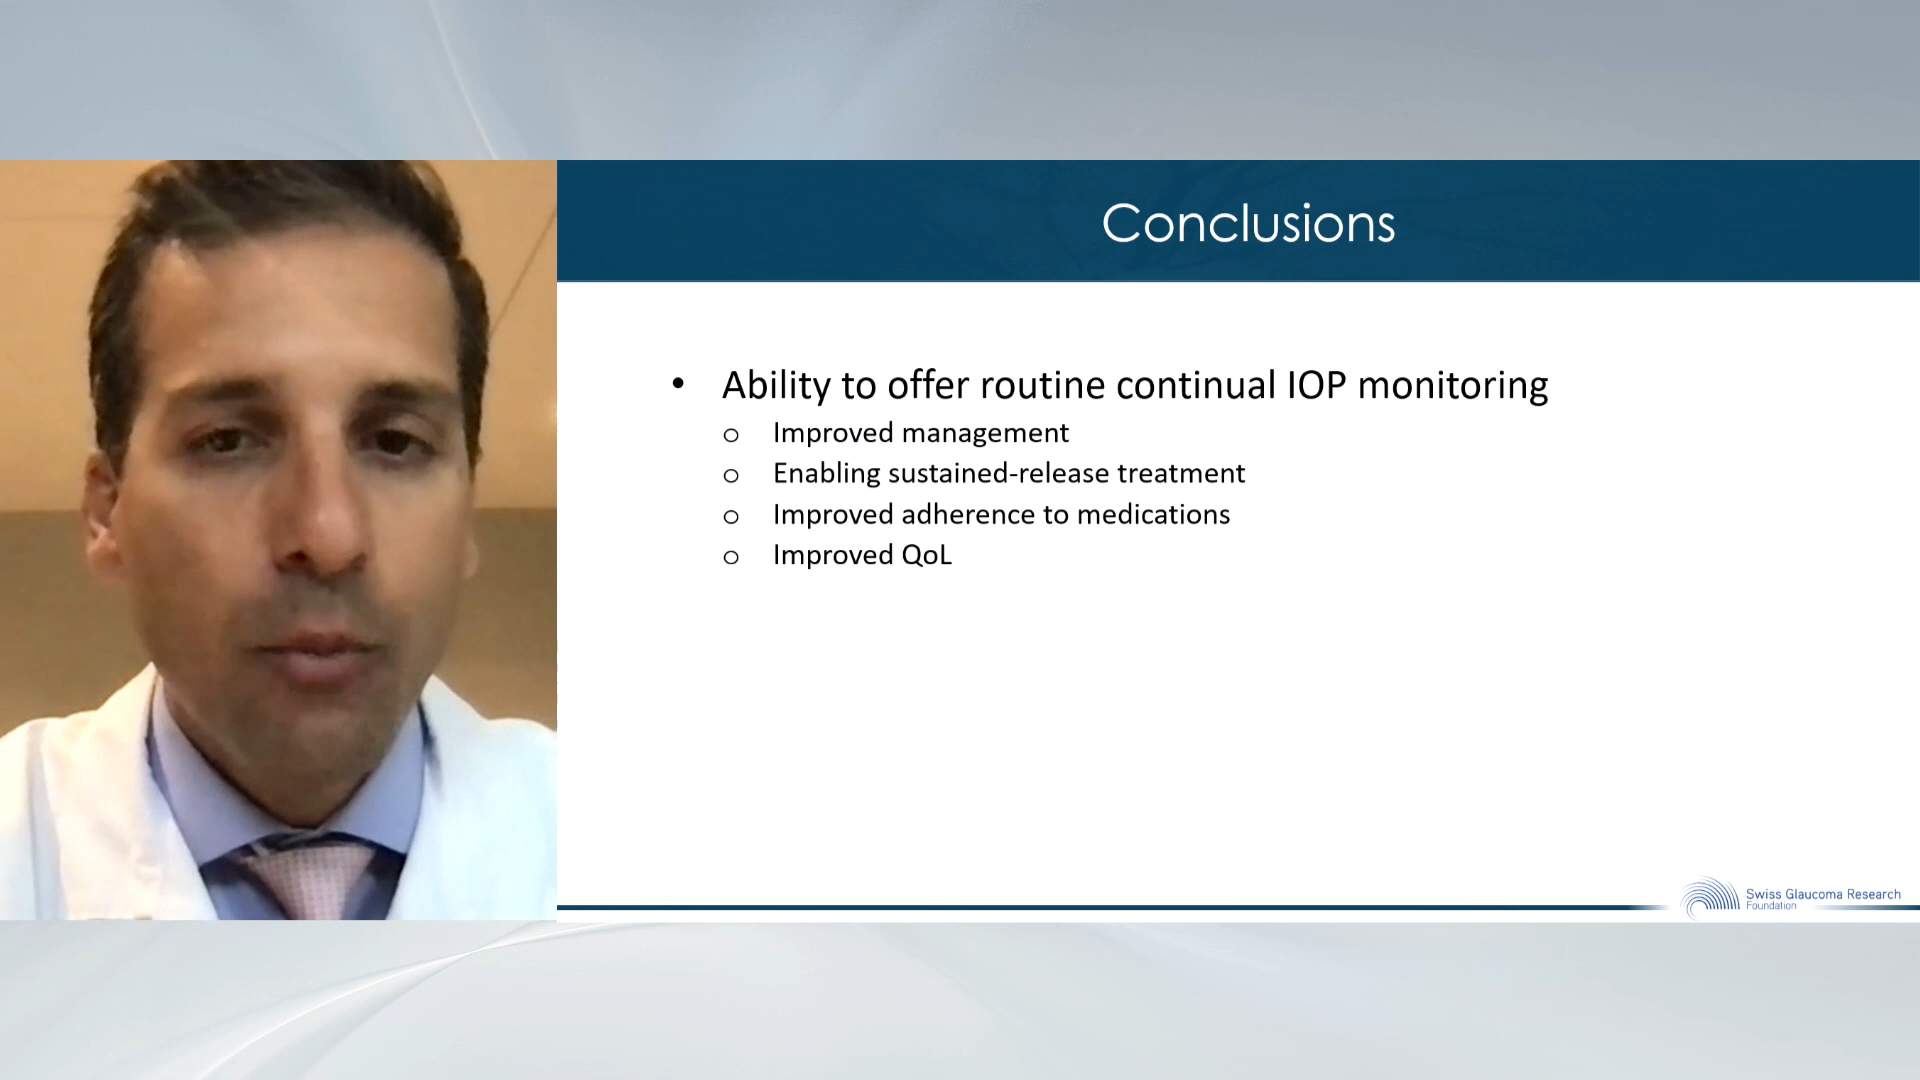 Conclusions
• Ability to offer routine continual IOP monitoring
o Improved management
o Enabling sustained-release treatment
o Improved adherence to medications
o Improved QoL
Swiss Glaucoma Research
Foundation